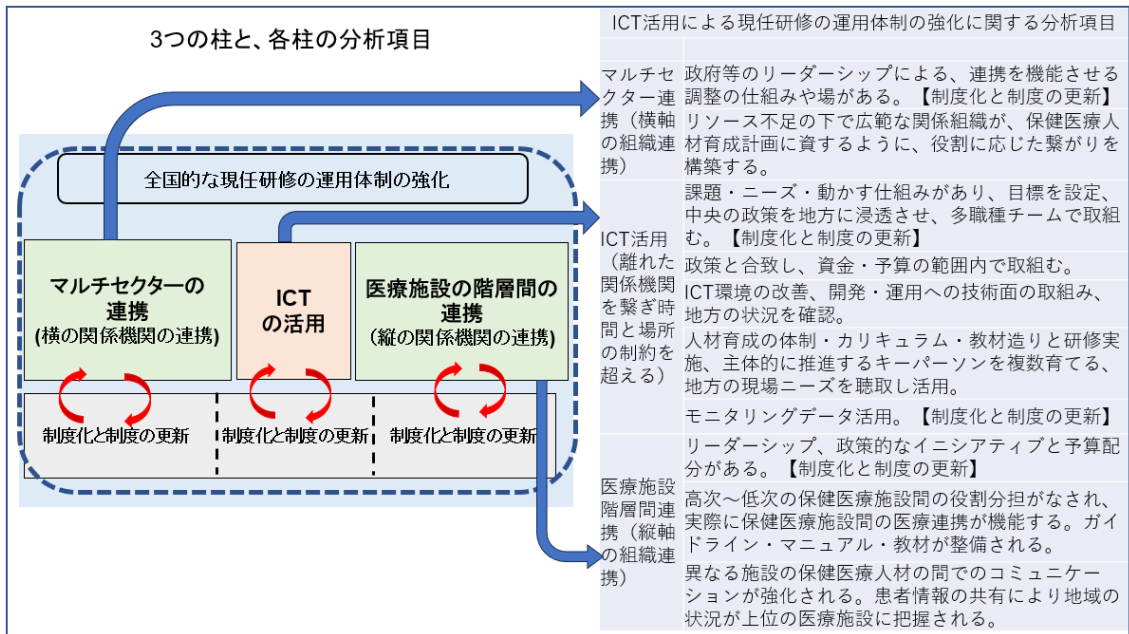 3つの柱と、各柱の分析項目
全国的な現任研修の運用体制の強化
マルチセクターの
連携
(横の関係機関の連携)
ICT
の活用
医療施設の階層間の
連携
(縦の関係機関の連携)
制度化と制度の更新
制度化と制度の更新
制度化と制度の更新
ICT活用による現任研修の運用体制の強化に関する分析項目
マルチセ
クター連
携（横軸
の組織連
携）
政府等のリーダーシップによる、連携を機能させる
調整の仕組みや場がある。【制度化と制度の更新】
リソース不足の下で広範な関係組織が、保健医療人
材育成計画に資するように、役割に応じた繋がりを
構築する。
ICT活用
（離れた
関係機関
を繋ぎ時
間と場所
の制約を
超える）
課題・ニーズ・動かす仕組みがあり、目標を設定、
中央の政策を地方に浸透させ、多職種チームで取組
む。【制度化と制度の更新】
政策と合致し、資金・予算の範囲内で取組む。
ICT環境の改善、開発・運用への技術面の取組み、
地方の状況を確認。
人材育成の体制・カリキュラム・教材造りと研修実
施、主体的に推進するキーパーソンを複数育てる、
地方の現場ニーズを聴取し活用。
モニタリングデータ活用。【制度化と制度の更新】
医療施設
階層間連
携（縦軸
の組織連
携）
リーダーシップ、政策的なイニシアティブと予算配
分がある。【制度化と制度の更新】
高次～低次の保健医療施設間の役割分担がなされ、
実際に保健医療施設間の医療連携が機能する。ガイ
ドライン・マニュアル・教材が整備される。
異なる施設の保健医療人材の間でのコミュニケー
ションが強化される。患者情報の共有により地域の
状況が上位の医療施設に把握される。